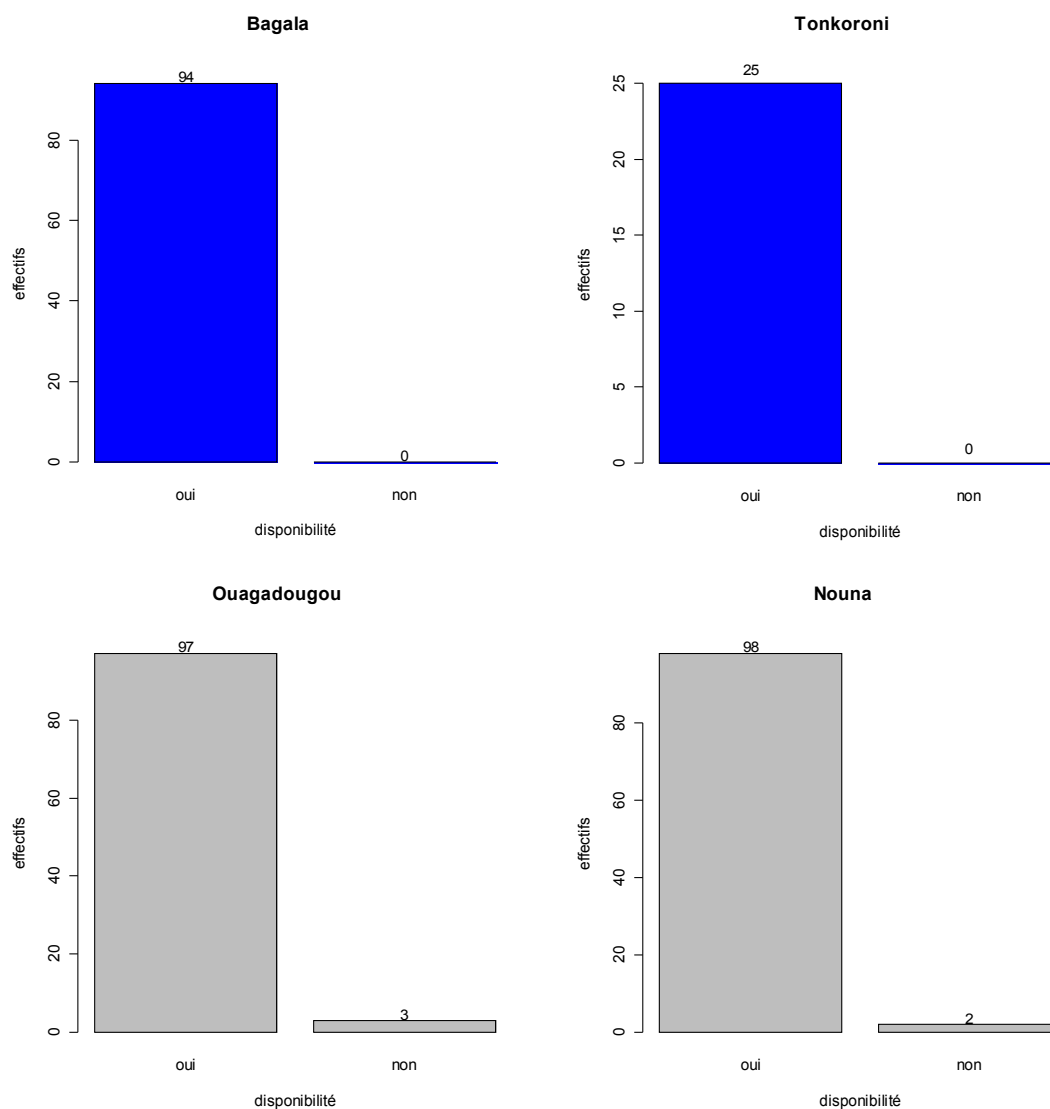 Bagala
94
80
60
40
20
0
effectifs
0
oui
non
disponibilité
Tonkoroni
25
25
20
15
10
5
0
effectifs
0
oui
non
disponibilité
Ouagadougou
97
80
60
40
20
0
effectifs
3
oui
non
disponibilité
Nouna
98
80
60
40
20
0
effectifs
2
oui
non
disponibilité